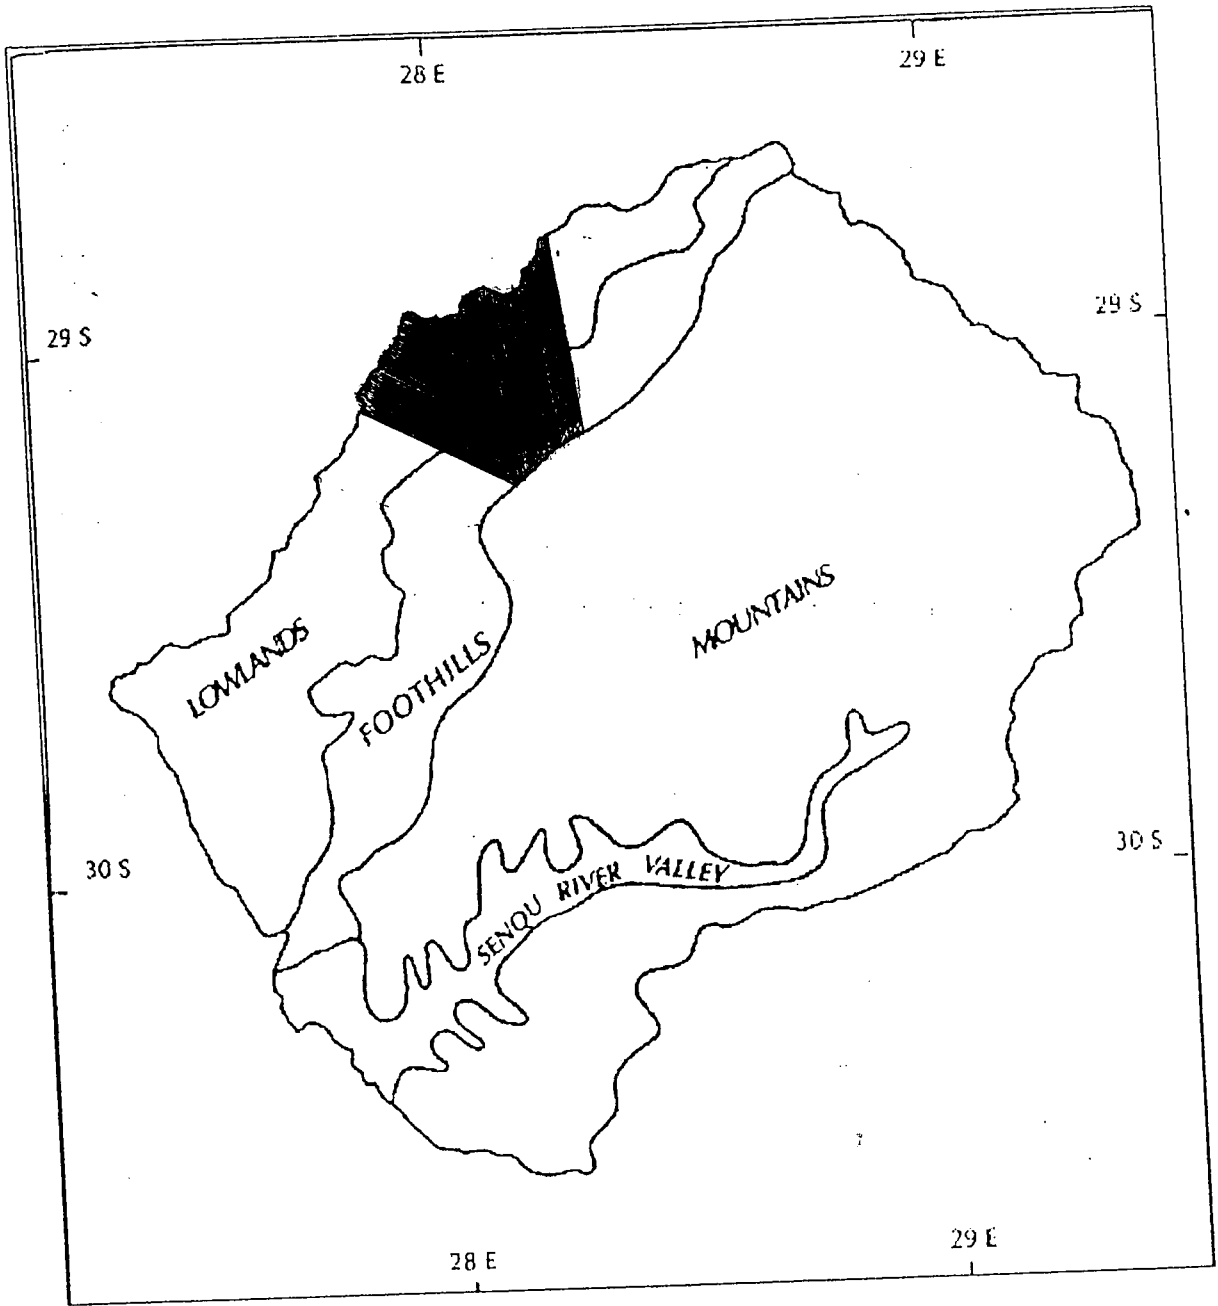 28 E
29 E
29 S
29 S
MOUNTAINS
LOWLANDS
FOOTHILLS
30 S
30 S
SENQU RIVER VALLEY
28 E
29 E